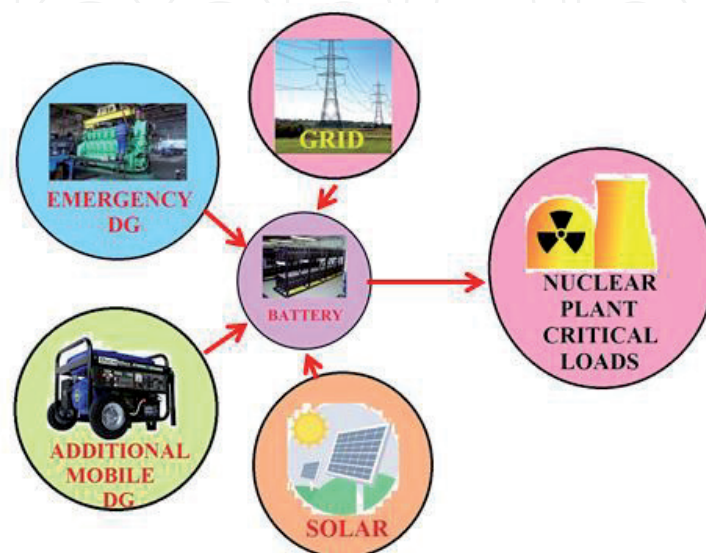 GRID
EMERGENCY
DG
BATTERY
NUCLEAR
PLANT
CRITICAL
LOADS
ADDITIONAL
MOBILE
DG
SOLAR